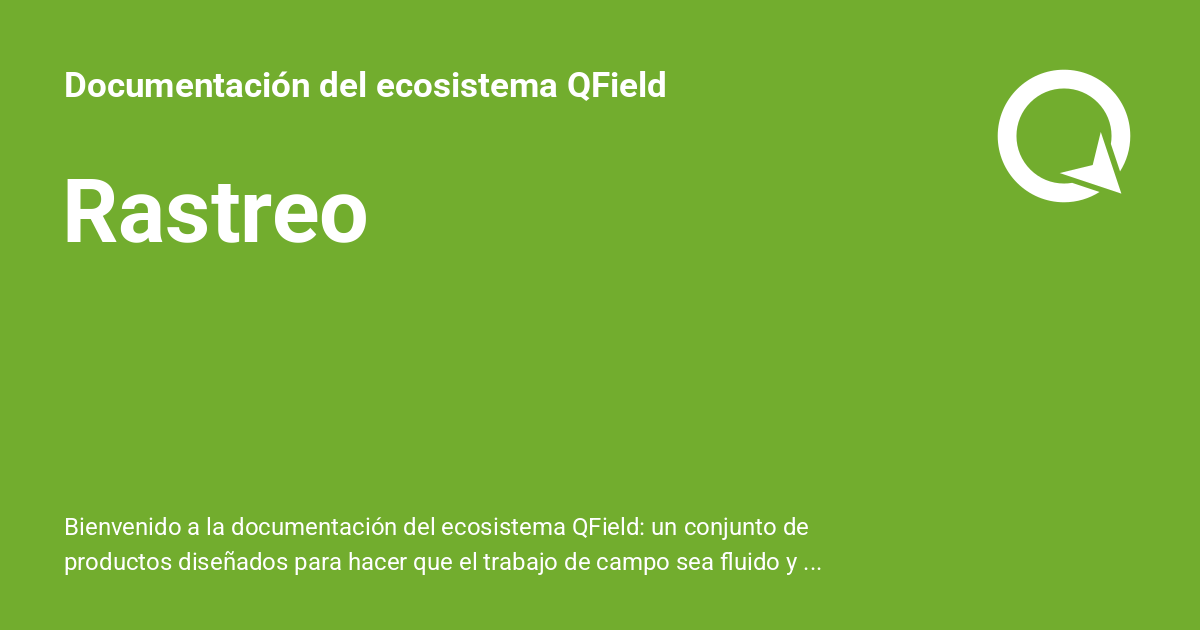 Documentación del ecosistema QField
Rastreo
Bienvenido a la documentación del ecosistema QField: un conjunto de
productos diseñados para hacer que el trabajo de campo sea fluido y ...